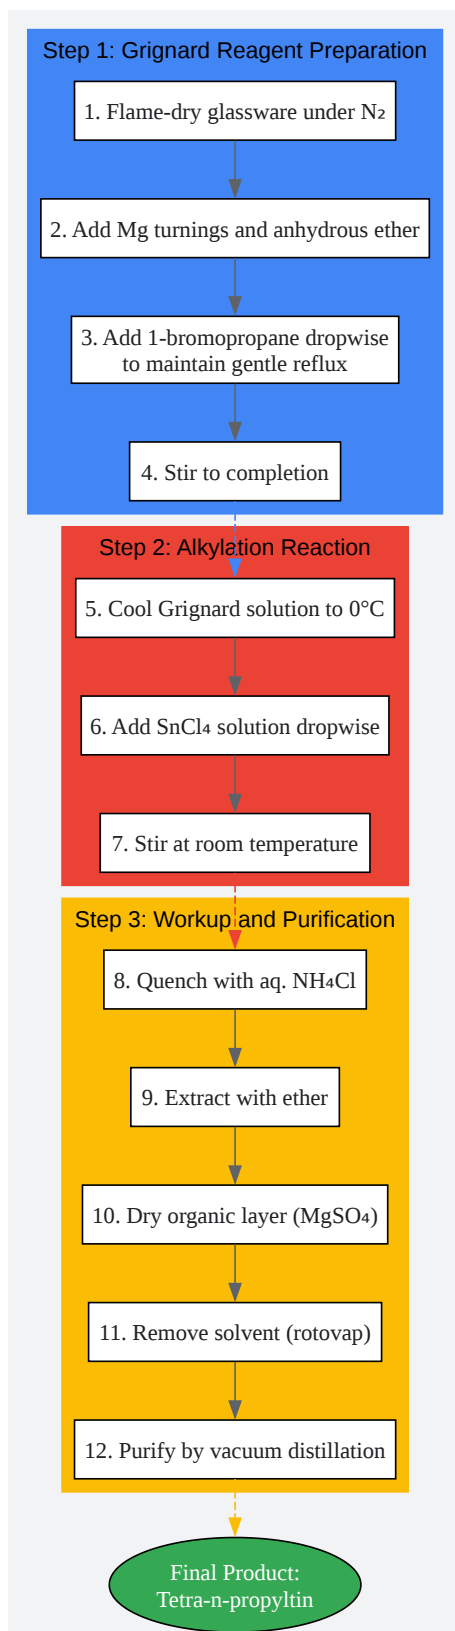 Step 1: Grignard Reagent Preparation
1. Flame-dry glassware under N₂
2. Add Mg turnings and anhydrous ether
3. Add 1-bromopropane dropwise
to maintain gentle reflux
4. Stir to completion
Step 2: Alkylation Reaction
5. Cool Grignard solution to 0°C
6. Add SnCl₄ solution dropwise
7. Stir at room temperature
Step 3: Workup and Purification
8. Quench with aq. NH₄Cl
9. Extract with ether
10. Dry organic layer (MgSO₄)
11. Remove solvent (rotovap)
12. Purify by vacuum distillation
Final Product:
Tetra-n-propyltin